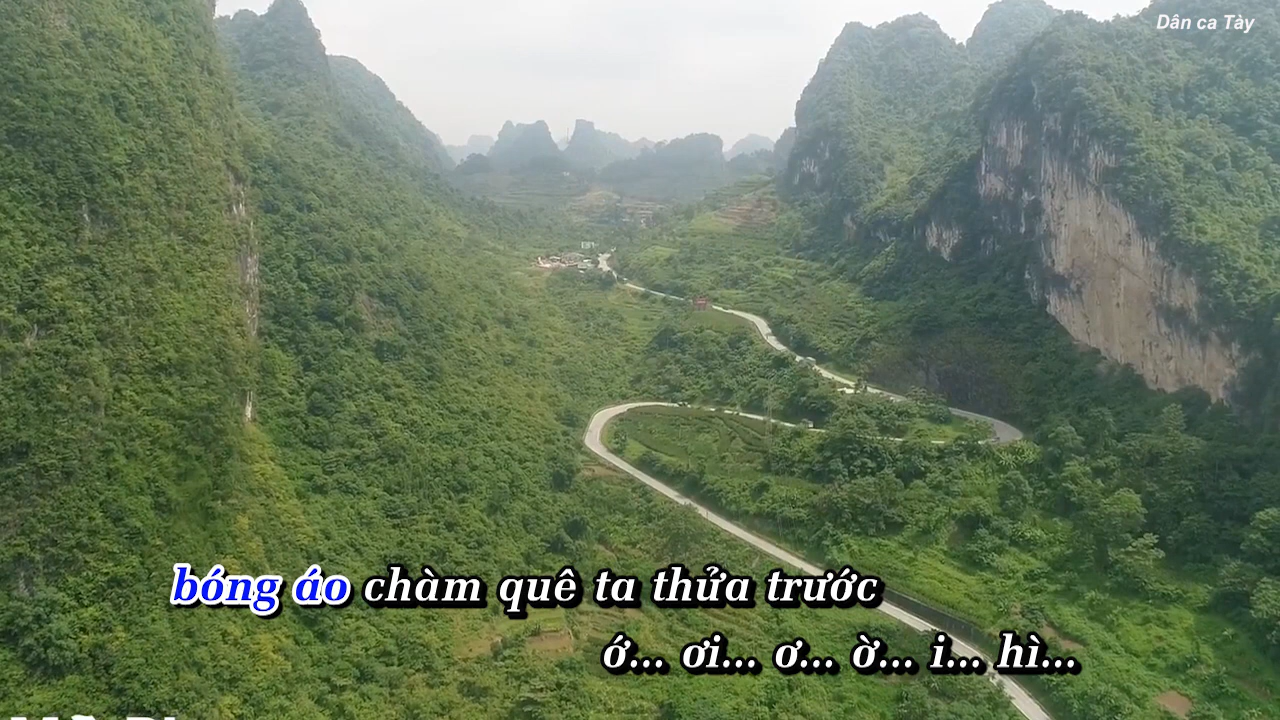 Dân ca Tày
bóng áo chàm quê ta thửa trước
ớ... ơi... ơ... ờ... i... hì...